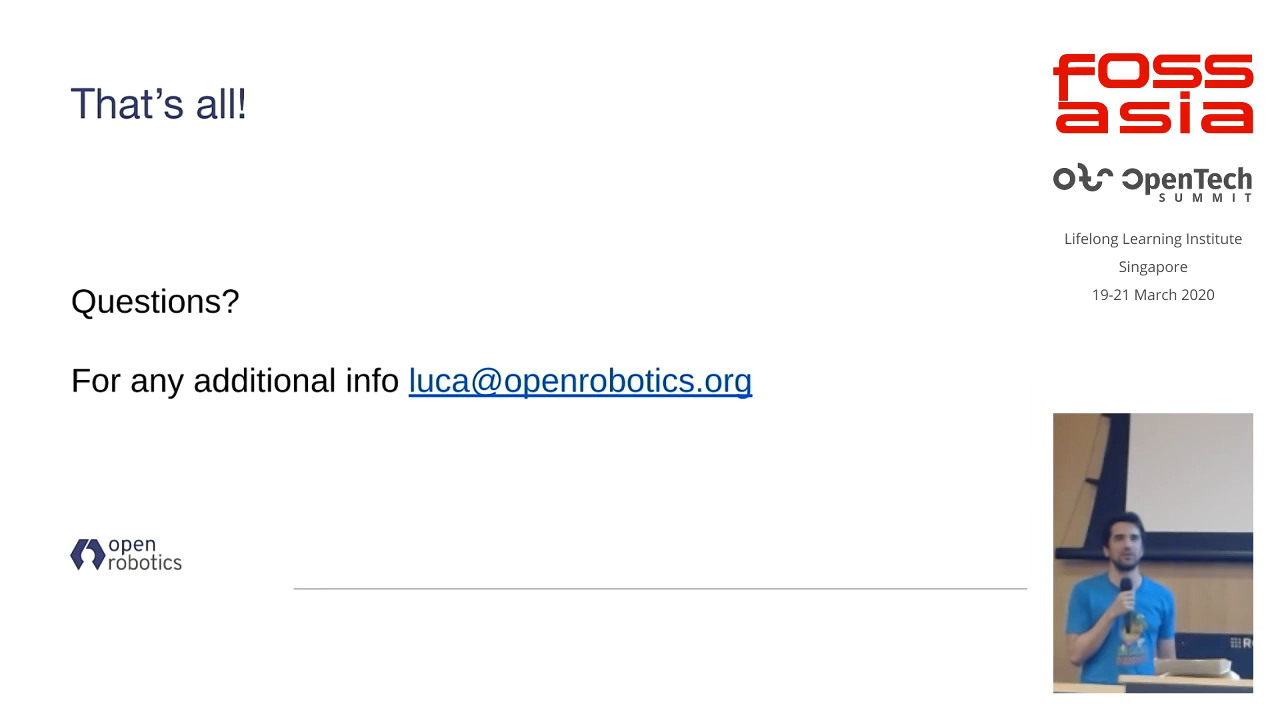 That's all!
Questions?
For any additional info luca@openrobotics.org
open
robotics
foss
asia
OpenTech
SUMMIT
Lifelong Learning Institute
Singapore
19-21 March 2020